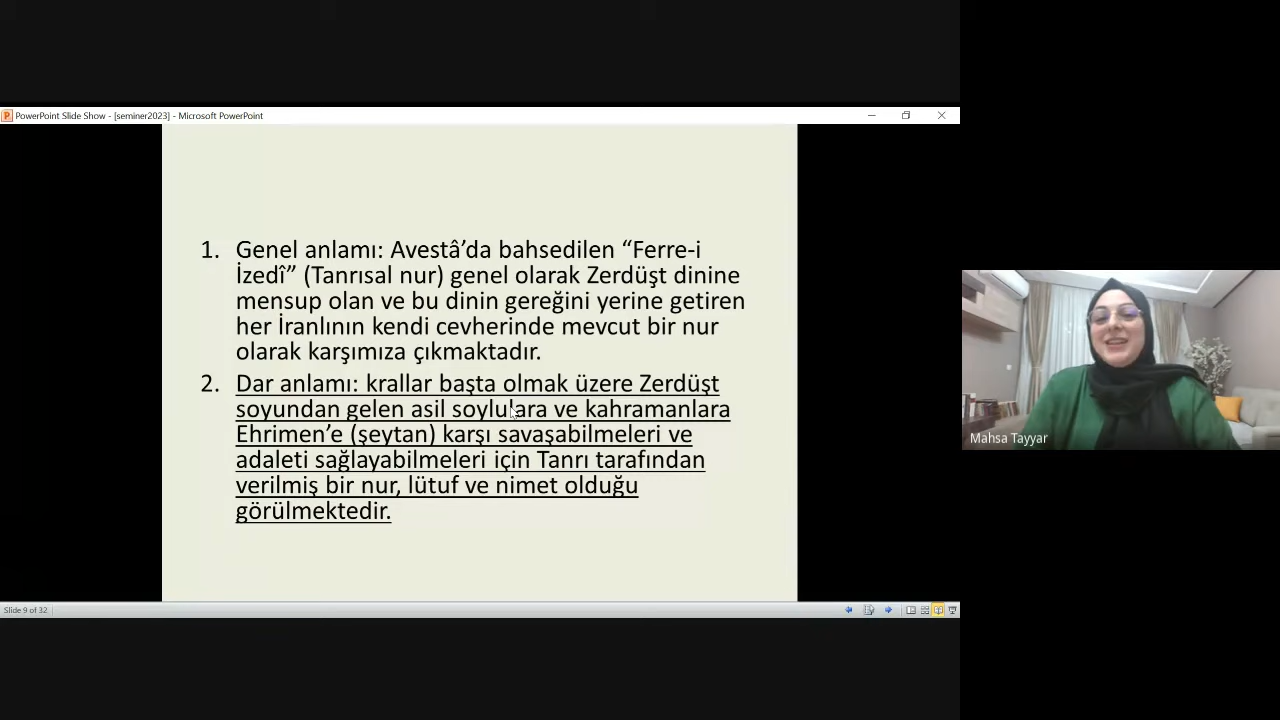 PowerPoint Slide Show - [seminer2023] - Microsoft PowerPoint
1. Genel anlamı: Avestâ’da bahsedilen “Ferre-i
İzedî” (Tanrısal nur) genel olarak Zerdüşt dinine
mensup olan ve bu dinin gereğini yerine getiren
her İranlının kendi cevherinde mevcut bir nur
olarak karşımıza çıkmaktadır.
2. Dar anlamı: krallar başta olmak üzere Zerdüşt
soyundan gelen asil soylulara ve kahramanlara
Ehrimen’e (şeytan) karşı savaşabilmeleri ve
adaleti sağlayabilmeleri için Tanrı tarafından
verilmiş bir nur, lütuf ve nimet olduğu
görülmektedir.
Mahsa Tayyar
Slide 9 of 32